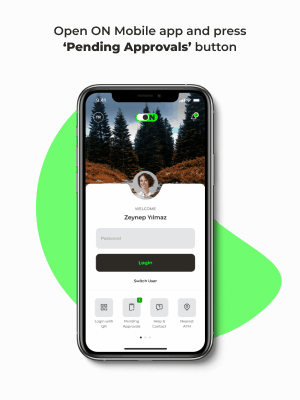 Open ON Mobile app and press
‘Pending Approvals’ button
9:41
ON
WELCOME
Zeynep Yılmaz
Password
Login
Switch User
Login with QR
Pending Approvals
Help & Contact
Nearest ATM